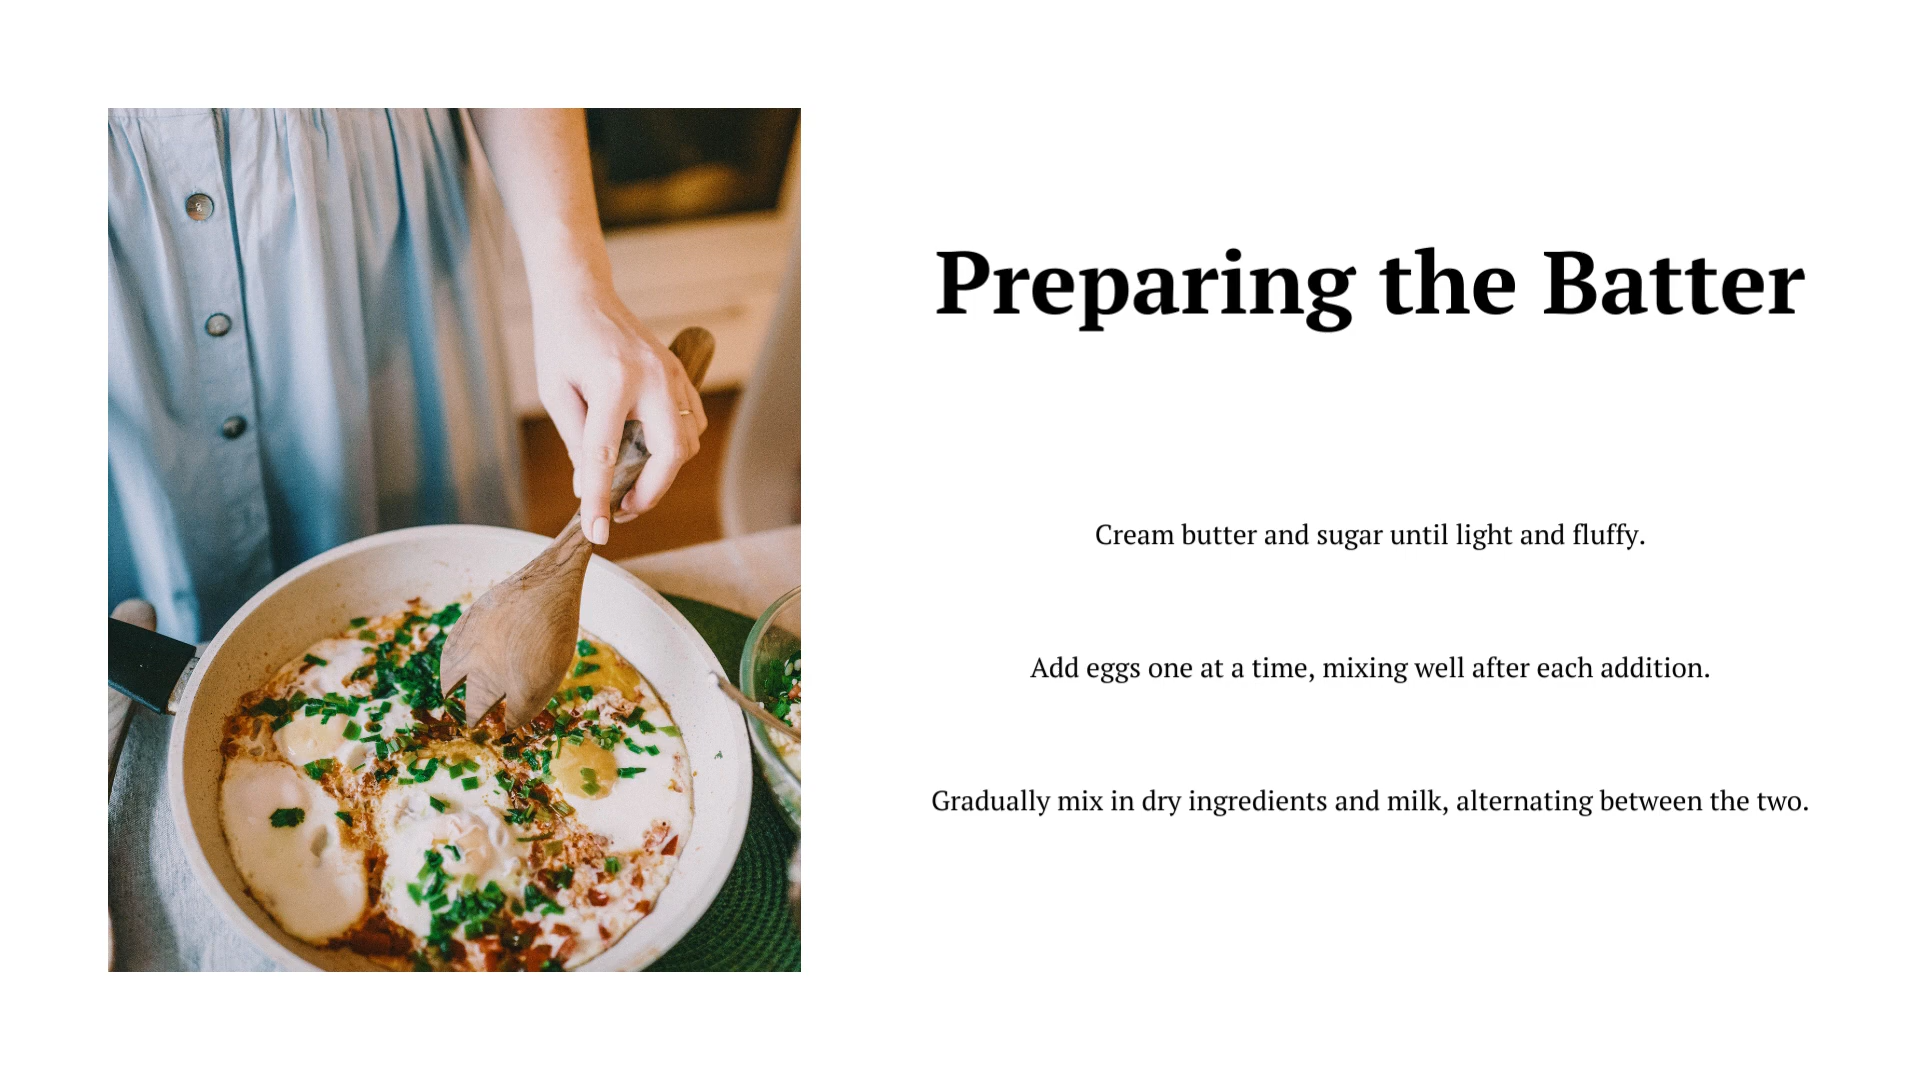 Preparing the Batter
Cream butter and sugar until light and fluffy.
Add eggs one at a time, mixing well after each addition.
Gradually mix in dry ingredients and milk, alternating between the two.